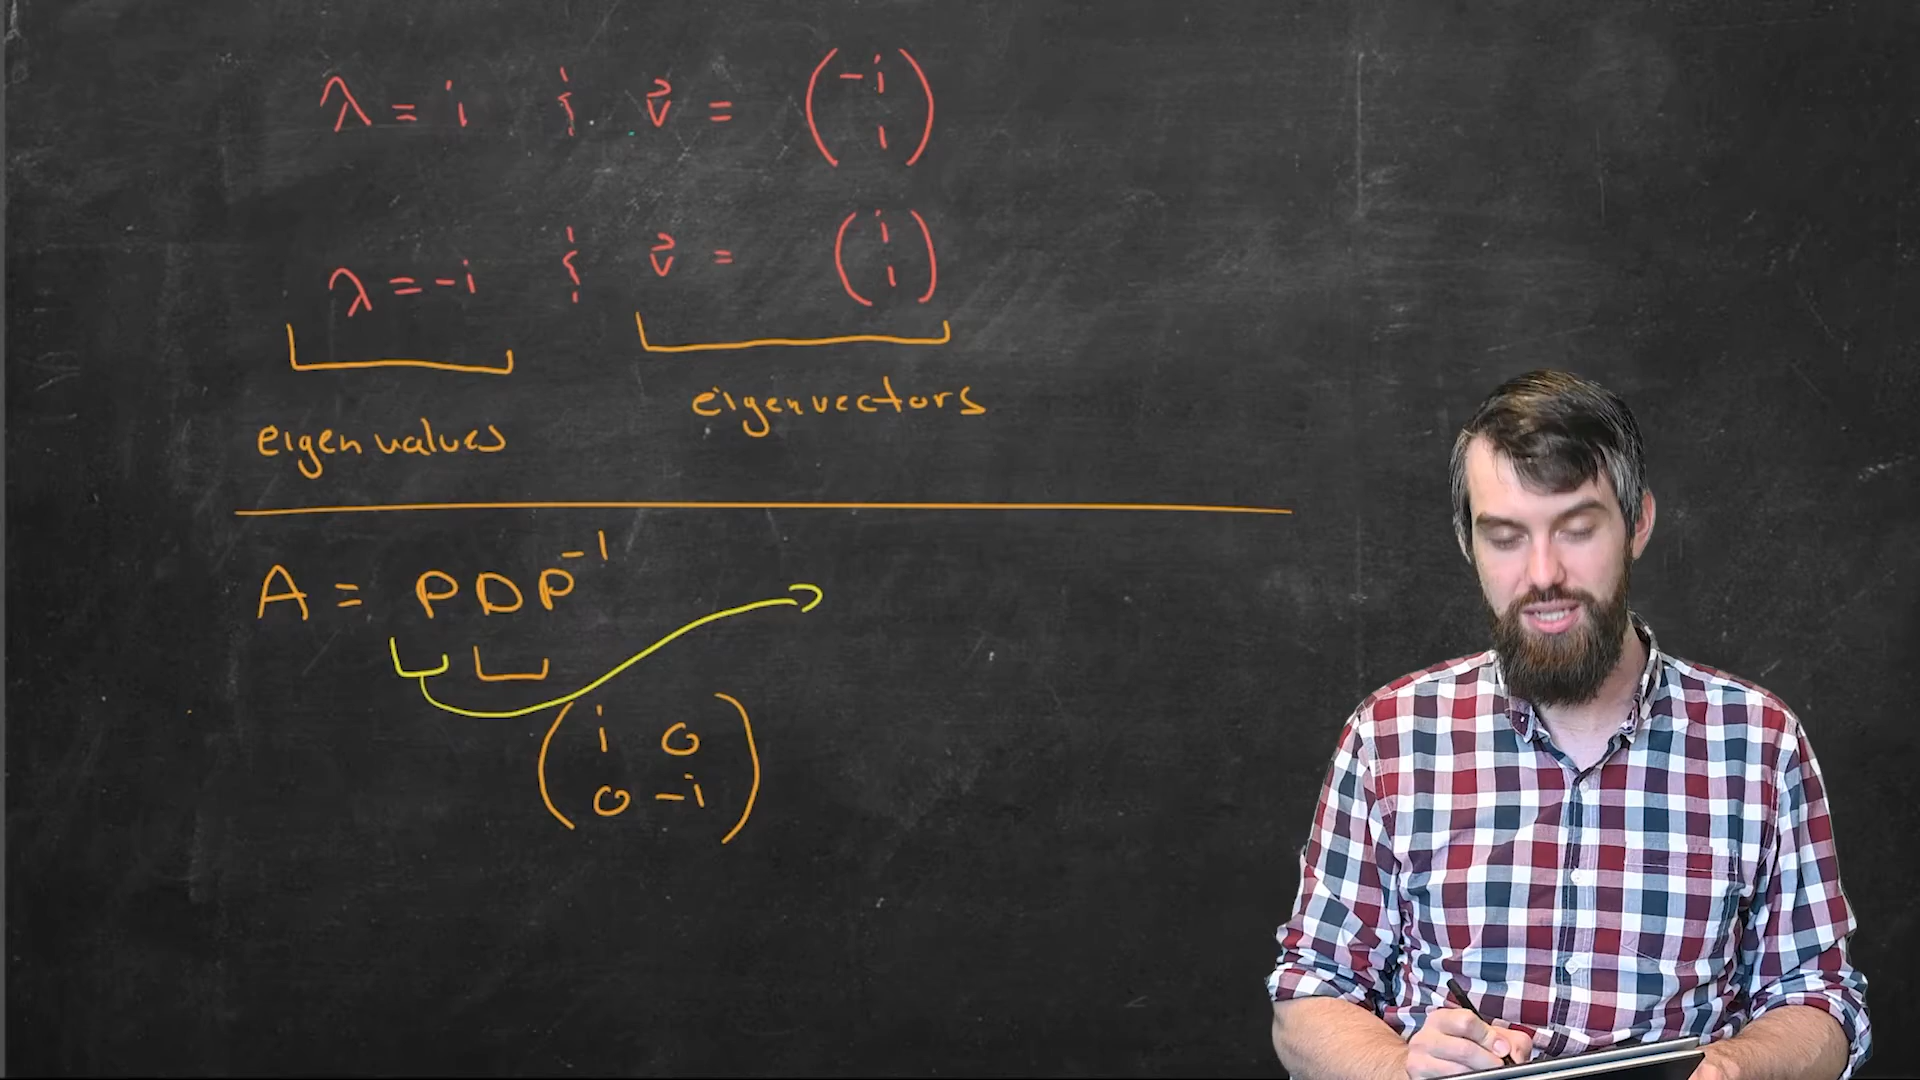 λ = i & v⃗ = (-i 1)
λ = -i & v⃗ = (i 1)
eigenvalues eigenvectors
A = PDP⁻¹
(i 0
0 -i)